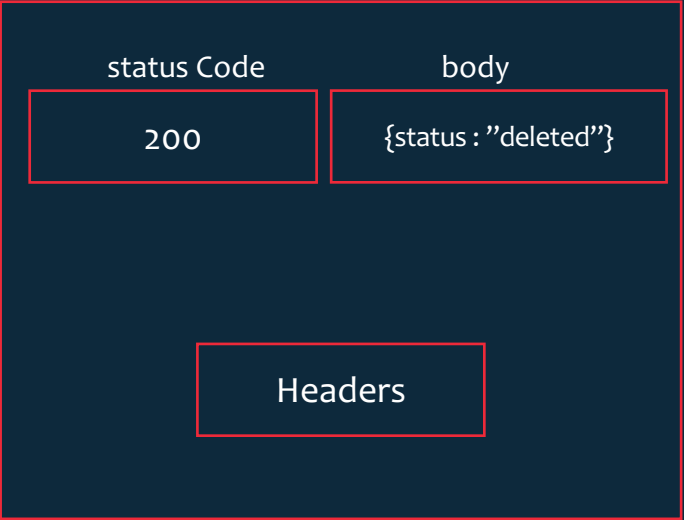 status Code
body
200
{status : ”deleted”}
Headers